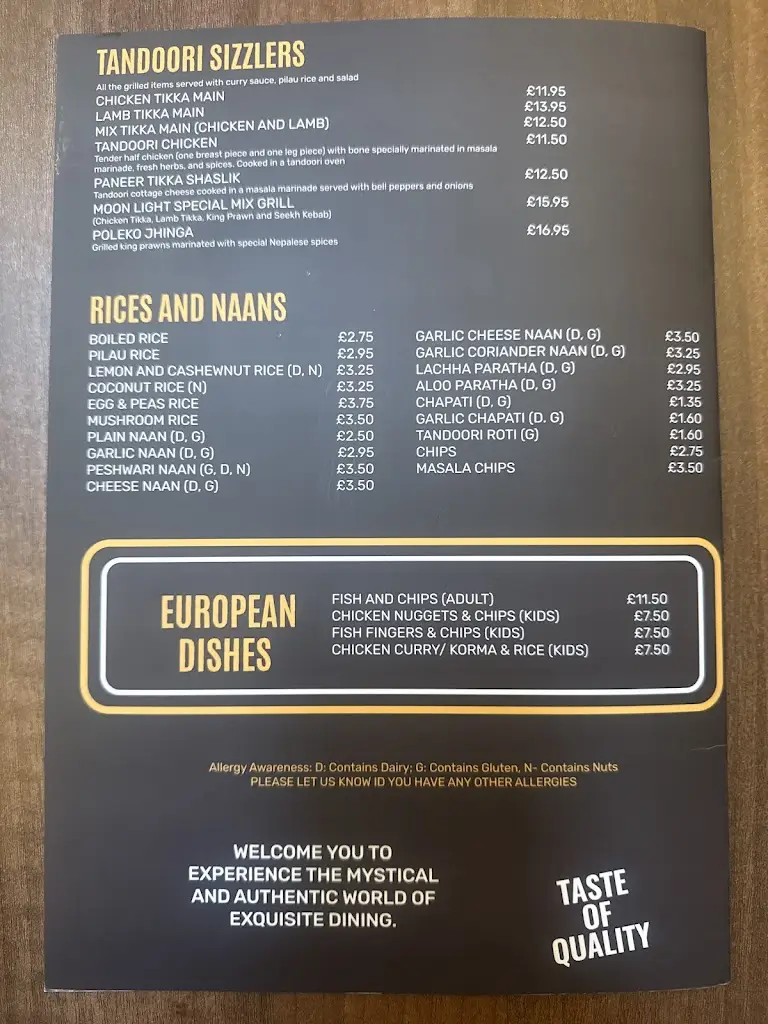 TANDOORI SIZZLERS
All the grilled items served with curry sauce, pilau rice and salad
CHICKEN TIKKA MAIN £11.95
LAMB TIKKA MAIN £13.95
MIX TIKKA MAIN (CHICKEN AND LAMB) £12.50
TANDOORI CHICKEN £11.50
Tender half chicken (one breast piece and one leg piece) with bone specially marinated in masala
marinade, fresh herbs, and spices. Cooked in a tandoori oven
PANEER TIKKA SHASLIK £12.50
Tandoori cottage cheese cooked in a masala marinade served with bell peppers and onions
MOON LIGHT SPECIAL MIX GRILL £15.95
(Chicken Tikka, Lamb Tikka, King Prawn and Seekh Kebab)
POLEKO JHINGA £16.95
Grilled king prawns marinated with special Nepalese spices
RICES AND NAANS
BOILED RICE £2.75
PILAU RICE £2.95
LEMON AND CASHEWNUT RICE (D, N) £3.25
COCONUT RICE (N) £3.25
EGG & PEAS RICE £3.75
MUSHROOM RICE £3.50
PLAIN NAAN (D, G) £2.50
GARLIC NAAN (D, G) £2.95
PESHWARI NAAN (G, D, N) £3.50
CHEESE NAAN (D, G) £3.50
GARLIC CHEESE NAAN (D, G) £3.50
GARLIC CORIANDER NAAN (D, G) £3.25
LACHHA PARATHA (D, G) £2.95
ALOO PARATHA (D, G) £3.25
CHAPATI (D, G) £1.35
GARLIC CHAPATI (D. G) £1.60
TANDOORI ROTI (G) £1.60
CHIPS £2.75
MASALA CHIPS £3.50
EUROPEAN
DISHES
FISH AND CHIPS (ADULT) £11.50
CHICKEN NUGGETS & CHIPS (KIDS) £7.50
FISH FINGERS & CHIPS (KIDS) £7.50
CHICKEN CURRY/ KORMA & RICE (KIDS) £7.50
Allergy Awareness: D: Contains Dairy; G: Contains Gluten, N- Contains Nuts
PLEASE LET US KNOW ID YOU HAVE ANY OTHER ALLERGIES
WELCOME YOU TO
EXPERIENCE THE MYSTICAL
AND AUTHENTIC WORLD OF
EXQUISITE DINING.
TASTE
OF
QUALITY